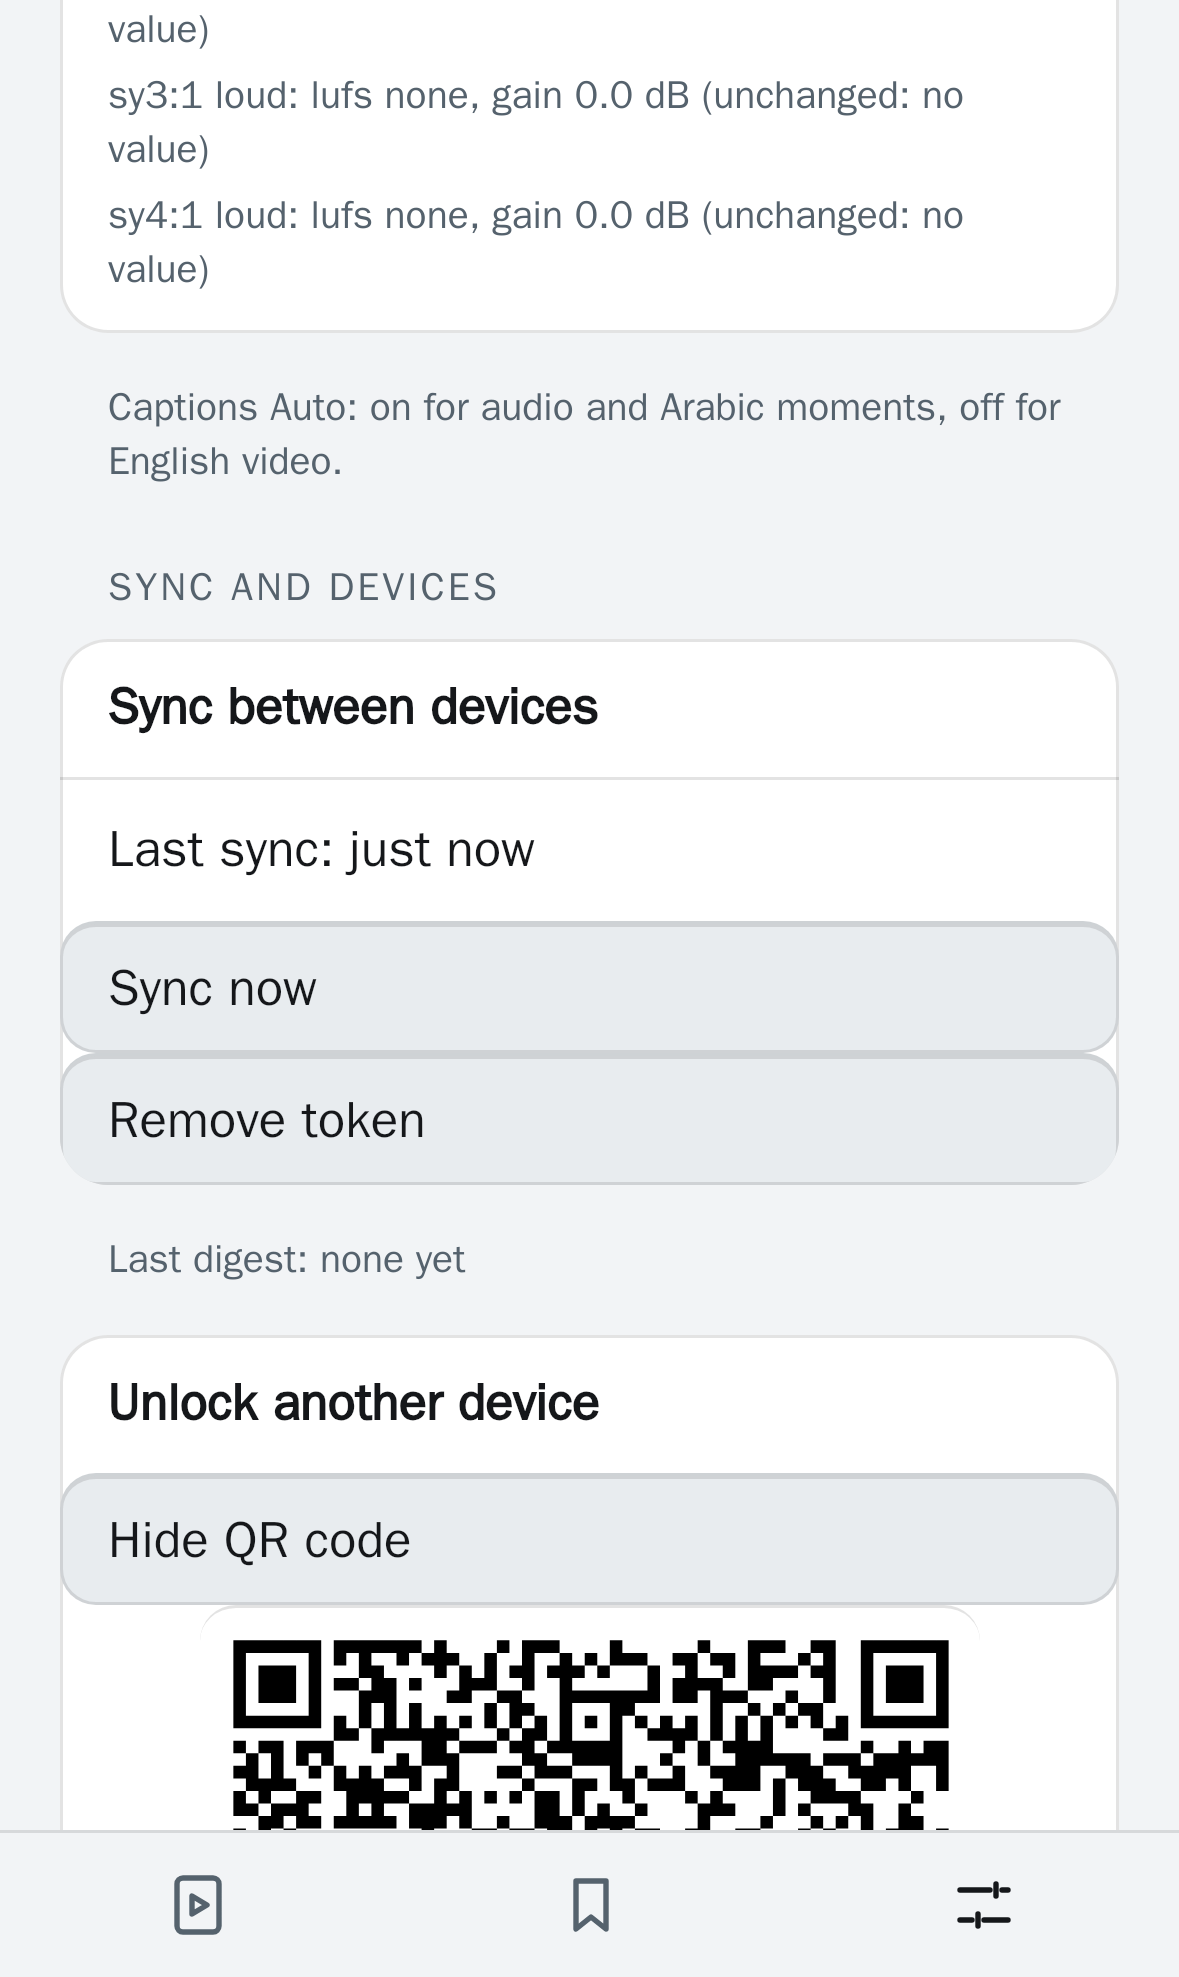 value)
sy3:1 loud: lufs none, gain 0.0 dB (unchanged: no
value)
sy4:1 loud: lufs none, gain 0.0 dB (unchanged: no
value)
Captions Auto: on for audio and Arabic moments, off for
English video.
SYNC AND DEVICES
Sync between devices
Last sync: just now
Sync now
Remove token
Last digest: none yet
Unlock another device
Hide QR code